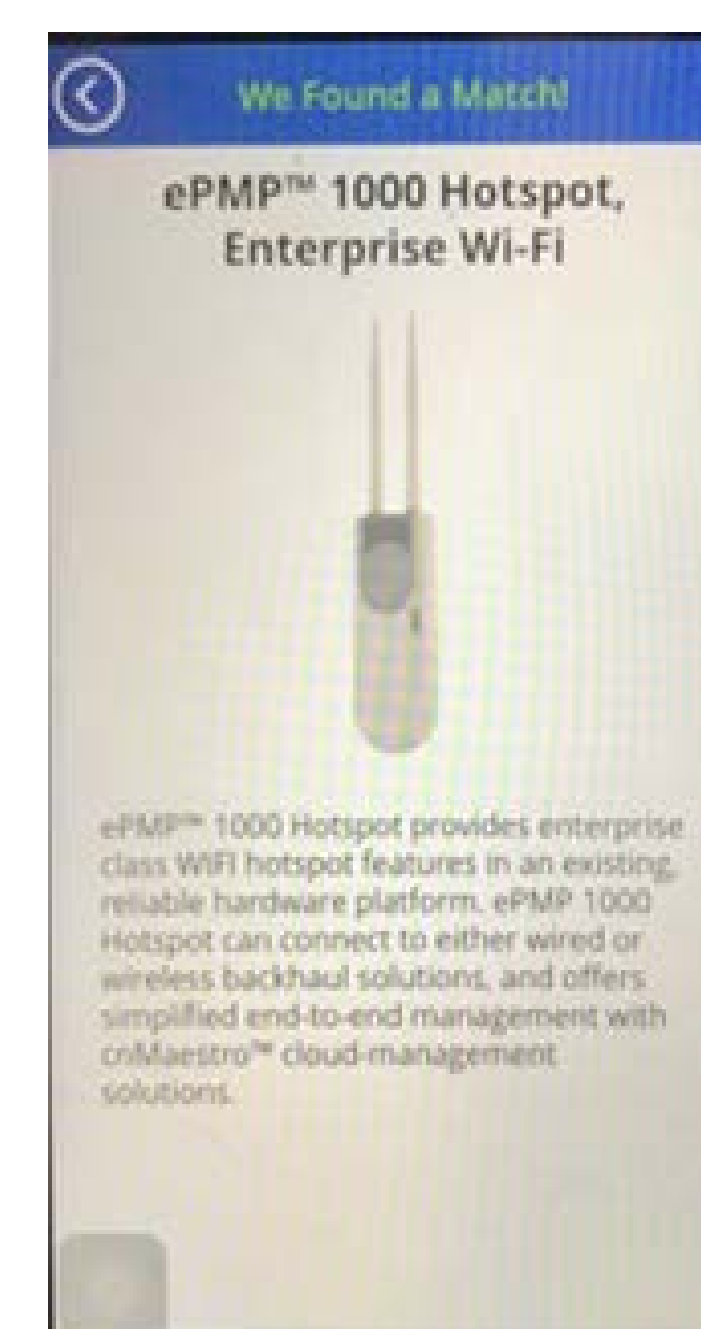 We Found a Match!
ePMP™ 1000 Hotspot,
Enterprise Wi-Fi
ePMP™ 1000 Hotspot provides enterprise
class WIFI hotspot features in an existing,
reliable hardware platform. ePMP 1000
Hotspot can connect to either wired or
wireless backhaul solutions, and offers
simplified end-to-end management with
cnMaestro™ cloud-management
solutions.